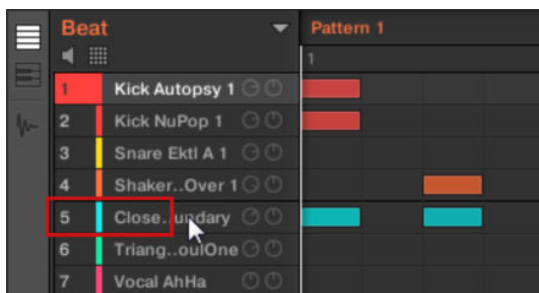 Beat
Pattern 1
1
1 Kick Autopsy 1
2 Kick NuPop 1
3 Snare Ektl A 1
4 Shaker..Over 1
5 Close..undary
6 Triang..oulOne
7 Vocal AhHa